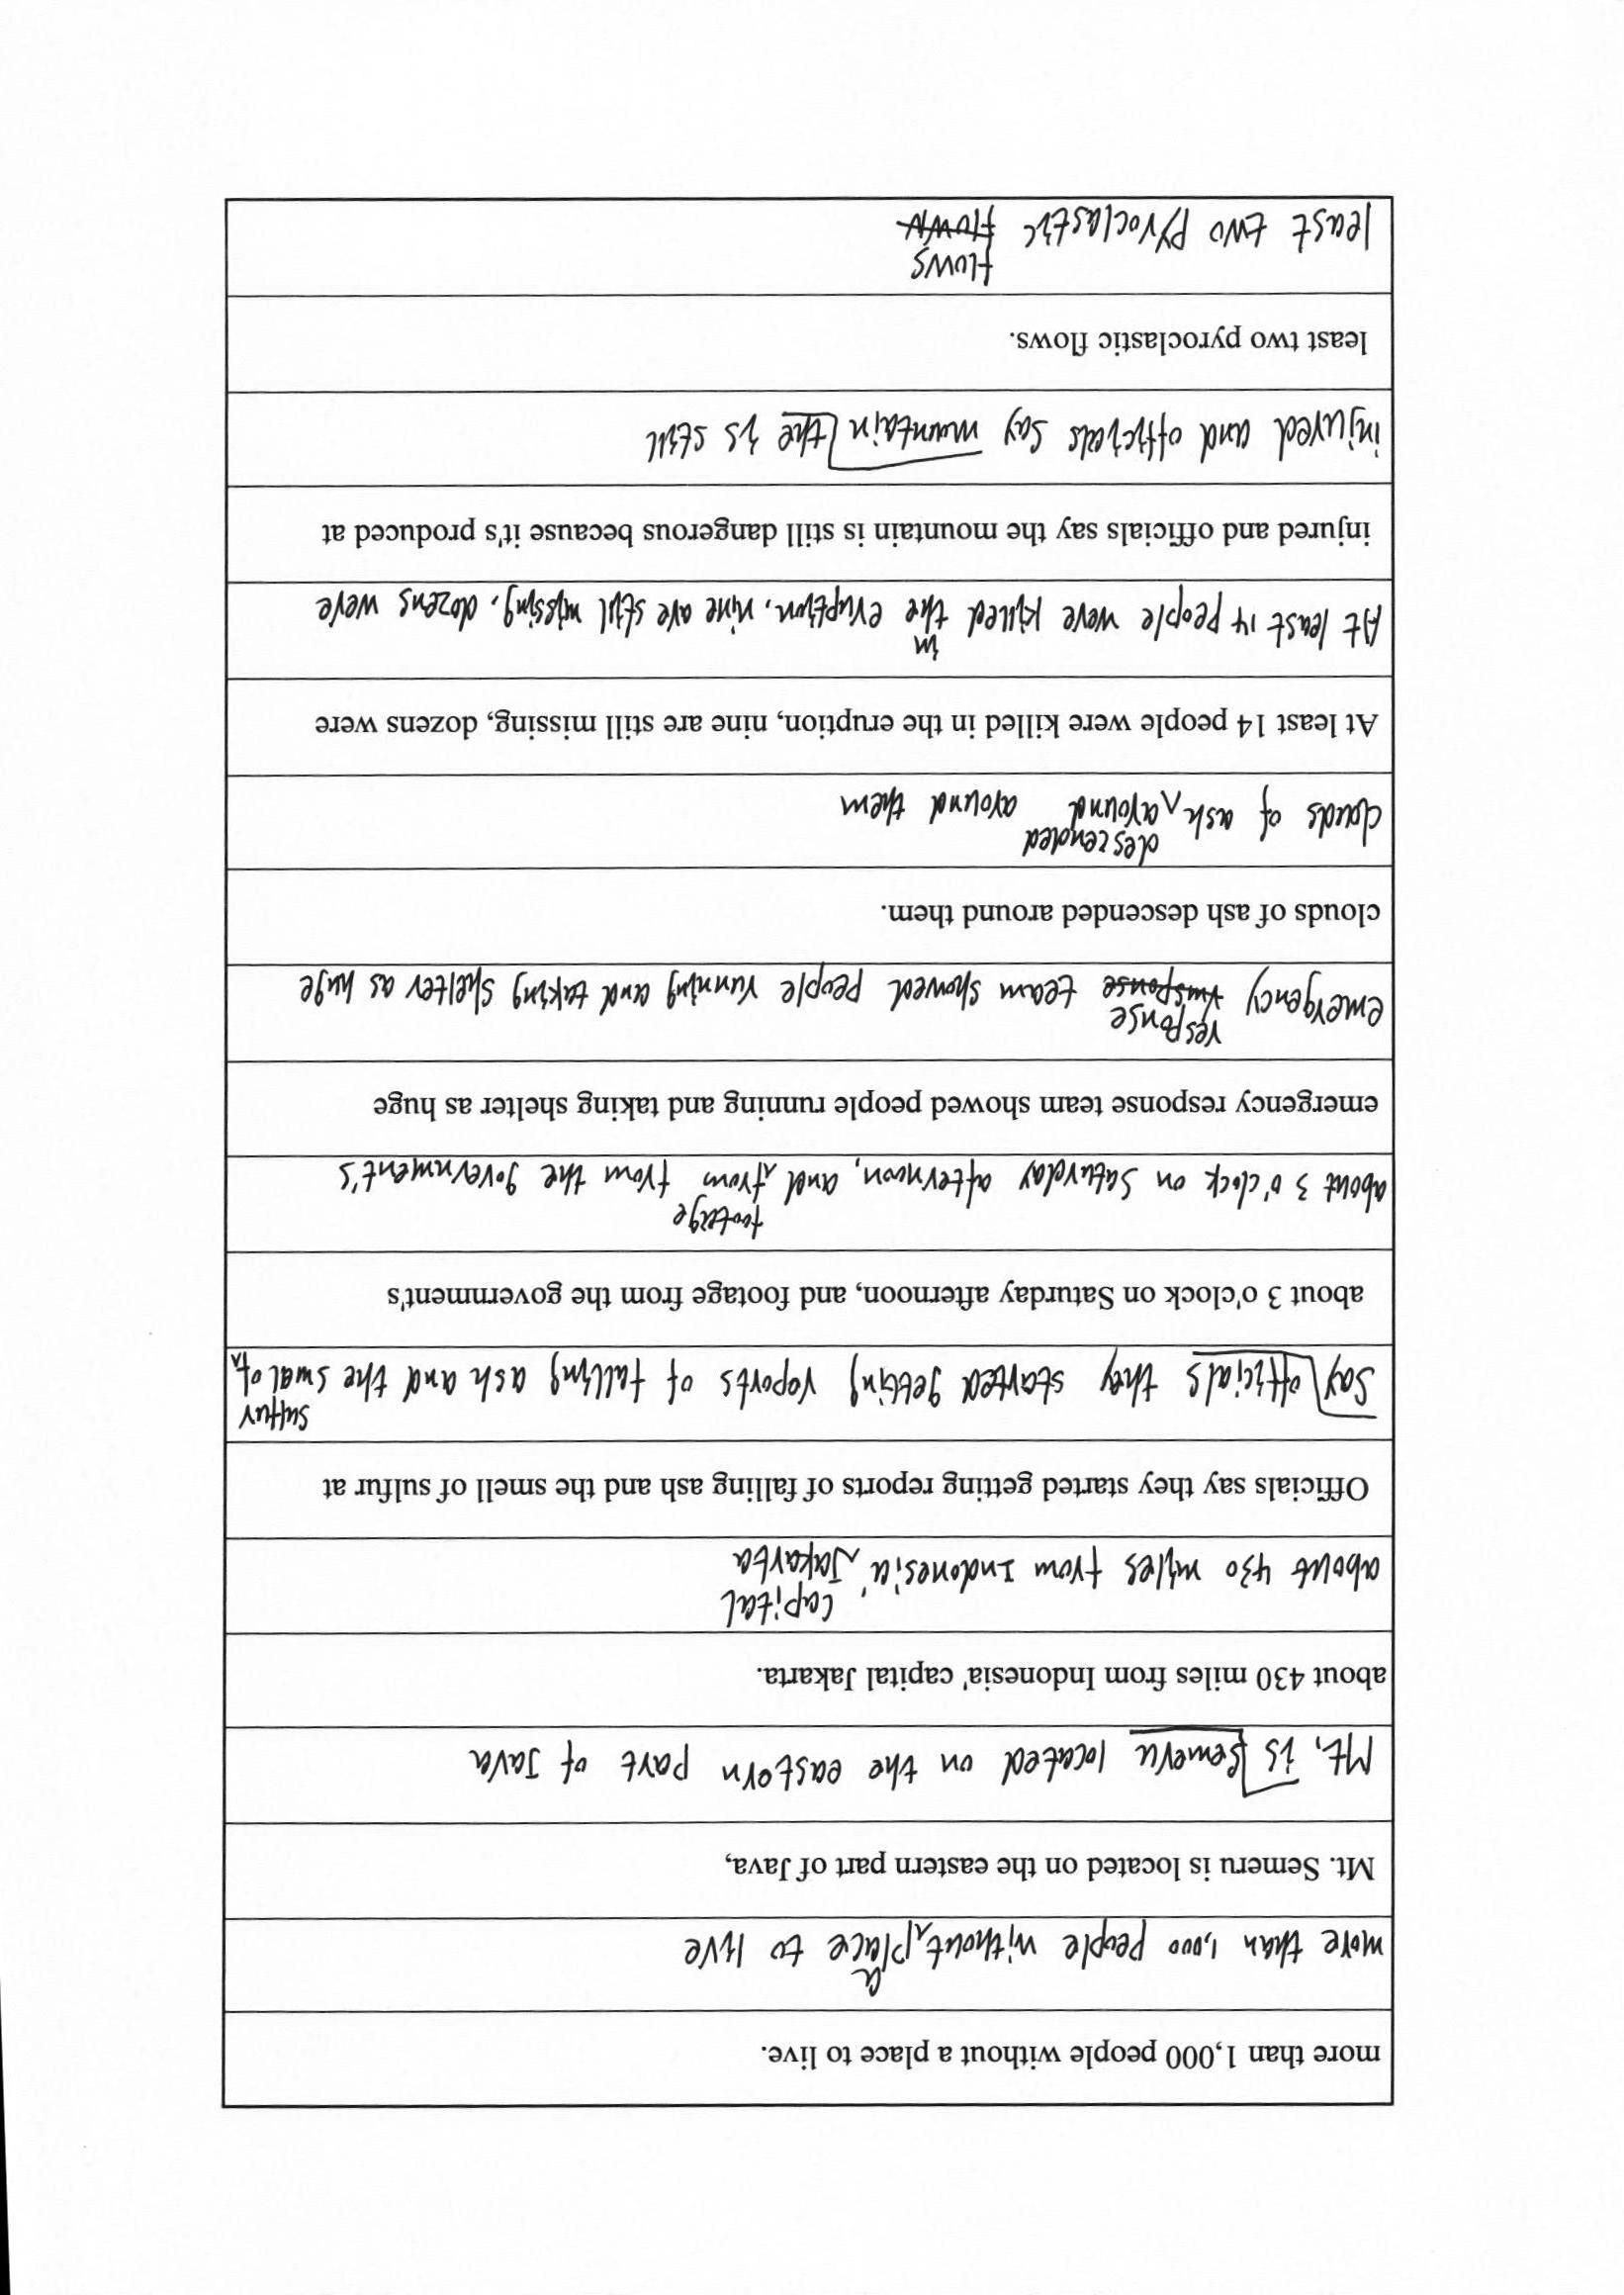 more than 1,000 people without a place to live.
a
more than 1,000 people without place to live
Mt. Semeru is located on the eastern part of Java,
Mt. is Semeru located on the eastorn part of Java
about 430 miles from Indonesia' capital Jakarta.
capital
about 430 miles from Indonesia' Jakarta
Officials say they started getting reports of falling ash and the smell of sulfur at
sulfur
Say officials they started getting roports of falling ash and the smal of
about 3 o'clock on Saturday afternoon, and footage from the government's
footage
about 3 o'clock on Saturday afternoon, and from from the government's
emergency response team showed people running and taking shelter as huge
response
emergency rusponse team showed people running and taking shelter as huge
clouds of ash descended around them.
descended
clouds of ash around around them
At least 14 people were killed in the eruption, nine are still missing, dozens were
in
At least 14 people were killed the eruption, nine are still missing, dozens were
injured and officials say the mountain is still dangerous because it's produced at
injured and officials say mountain the is still
least two pyroclastic flows.
flows
least two pyroclastic flown